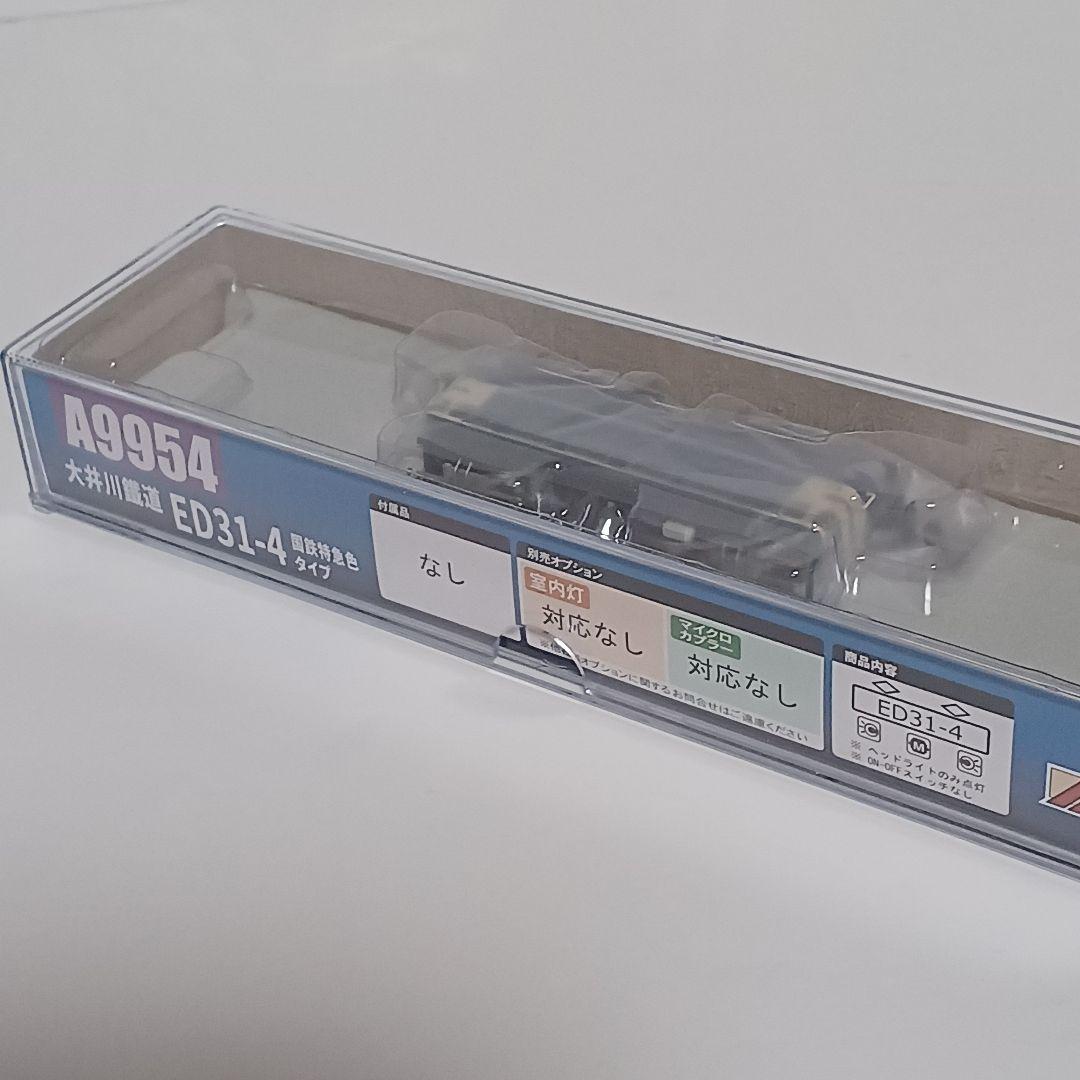 A9954
大井川鐵道
ED31-4
国鉄特急色
タイプ
付属品
なし
別売オプション
室内灯
対応なし
マイクロ
カプラー
対応なし
オプションに関するお問合せはご遠慮ください
商品内容
ED31-4
M
※ ヘッドライトのみ点灯
※ ON-OFFスイッチなし